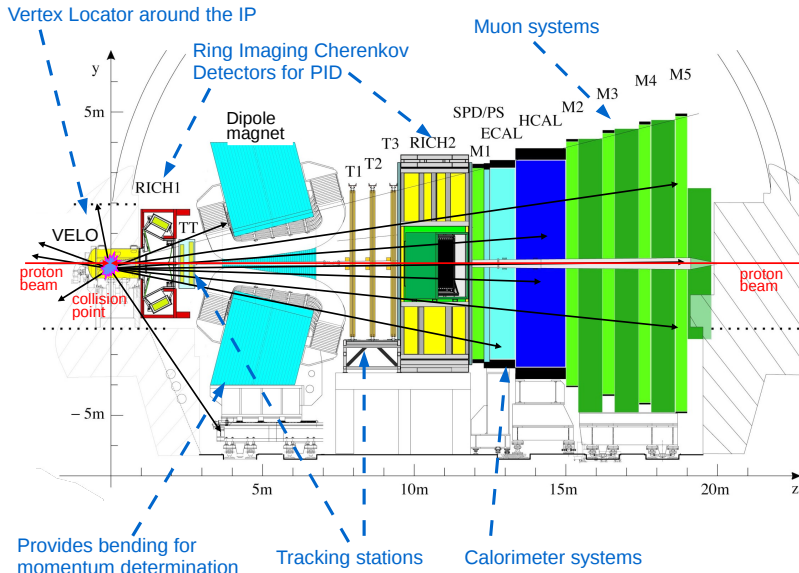 Vertex Locator around the IP
Ring Imaging Cherenkov
Detectors for PID
Muon systems
y
5m
Dipole
magnet
SPD/PS
ECAL
HCAL
M2
M3
M4
M5
T1
T2
T3
RICH2
M1
RICH1
VELO
TT
proton
beam
collision
point
proton
beam
− 5m
5m
10m
15m
20m
z
Provides bending for
momentum determination
Tracking stations
Calorimeter systems